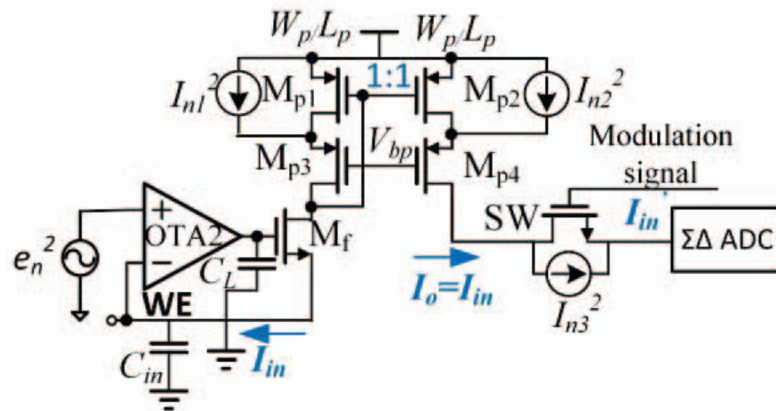 Wp/Lp Wp/Lp
1:1
In1² Mp1 Mp2 In2²
Vbp
Modulation
signal
Mp3 Mp4
SW Iin
+
OTA2 Mf
ΣΔ ADC
en² − CL
WE
Io=Iin
In3²
Iin
Cin